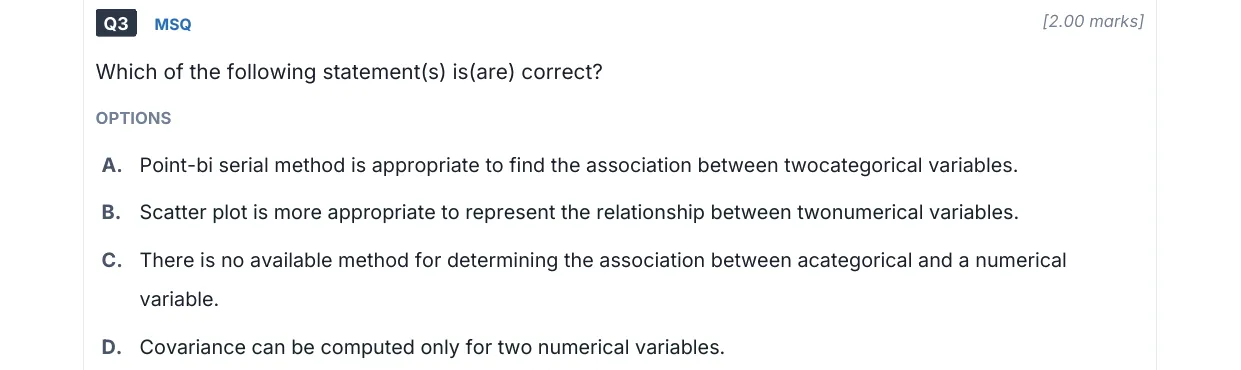 Q3 MSQ [2.00 marks]
Which of the following statement(s) is(are) correct?
OPTIONS
A. Point-bi serial method is appropriate to find the association between twocategorical variables.
B. Scatter plot is more appropriate to represent the relationship between twonumerical variables.
C. There is no available method for determining the association between acategorical and a numerical
variable.
D. Covariance can be computed only for two numerical variables.